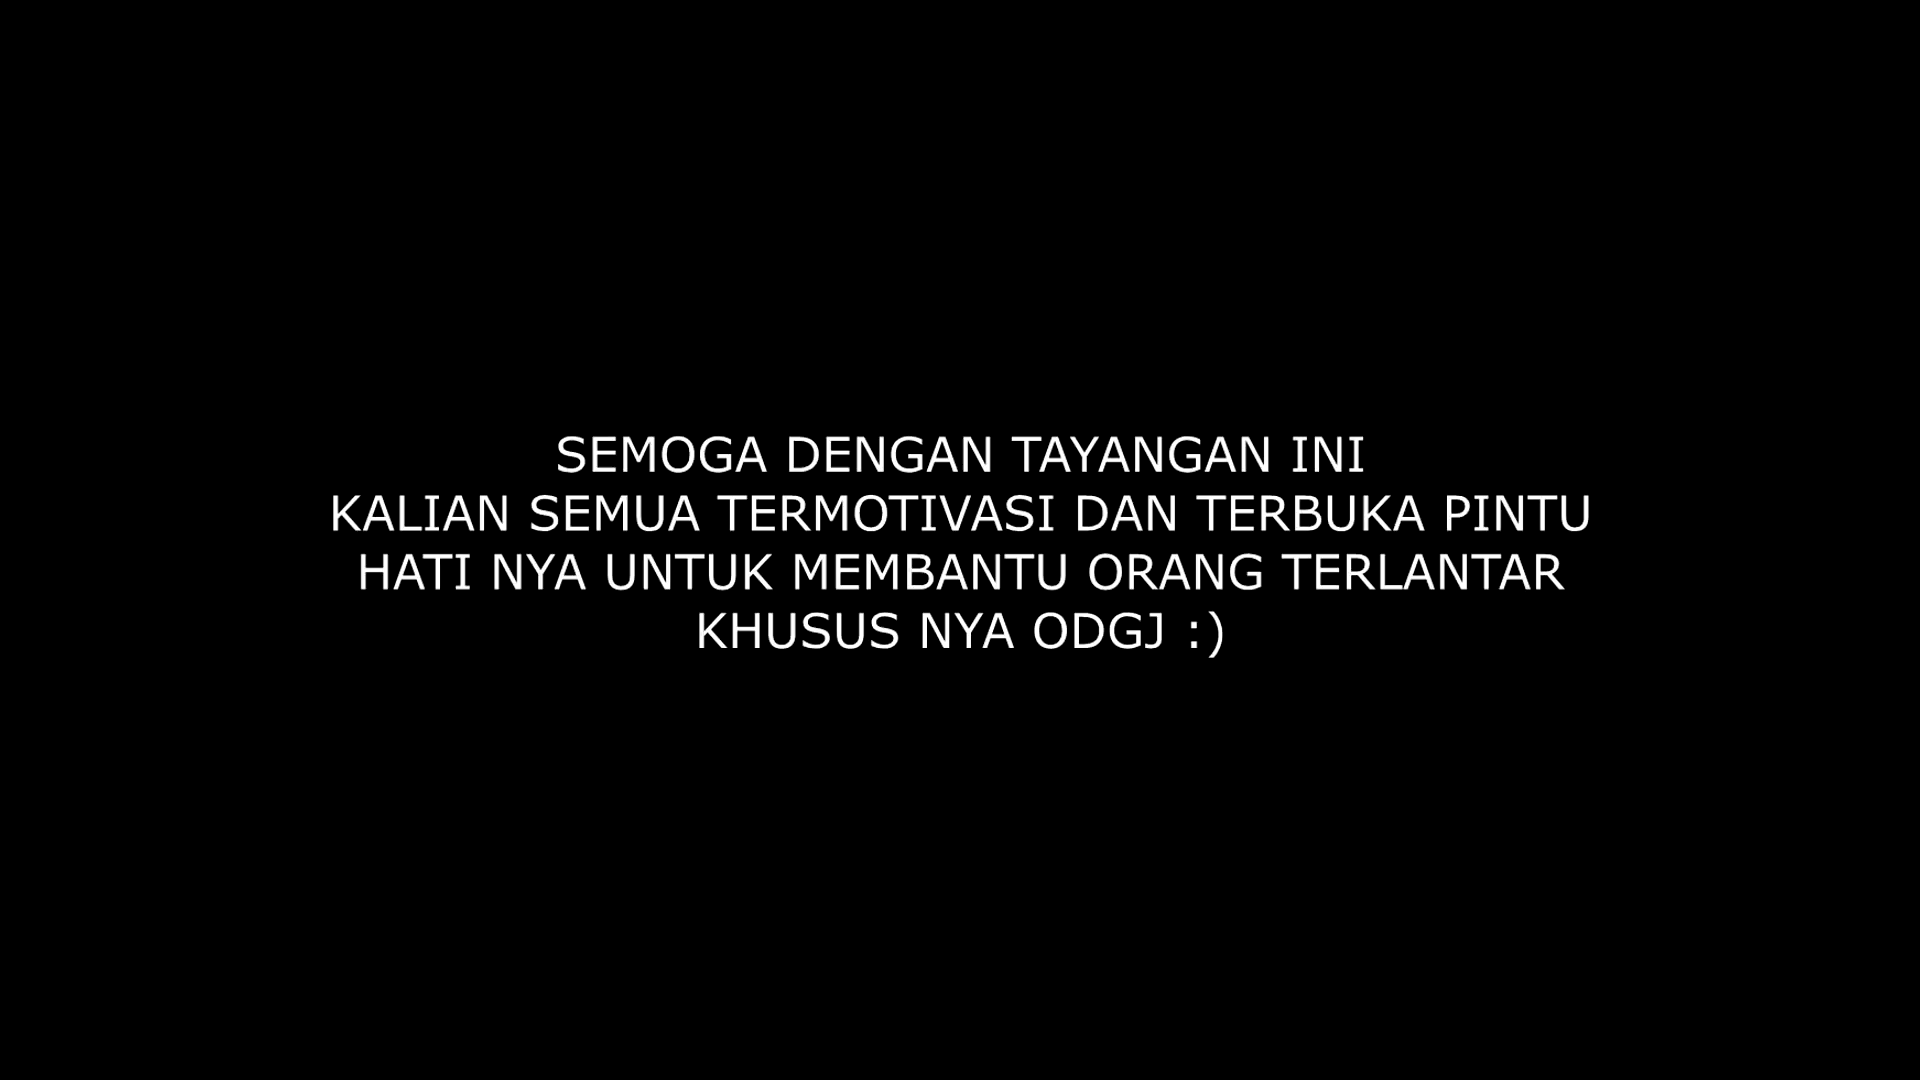 SEMOGA DENGAN TAYANGAN INI
KALIAN SEMUA TERMOTIVASI DAN TERBUKA PINTU
HATI NYA UNTUK MEMBANTU ORANG TERLANTAR
KHUSUS NYA ODGJ :)